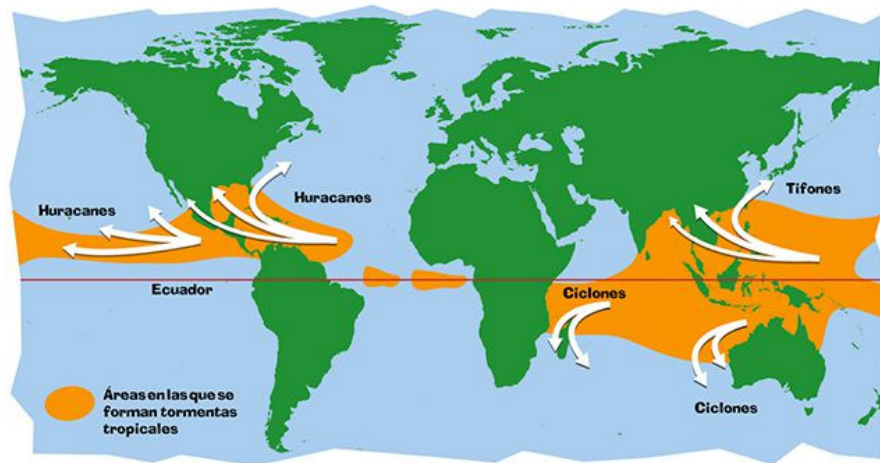 Huracanes
Huracanes
Tifones
Ecuador
Ciclones
Áreas en las que se
forman tormentas
tropicales
Ciclones